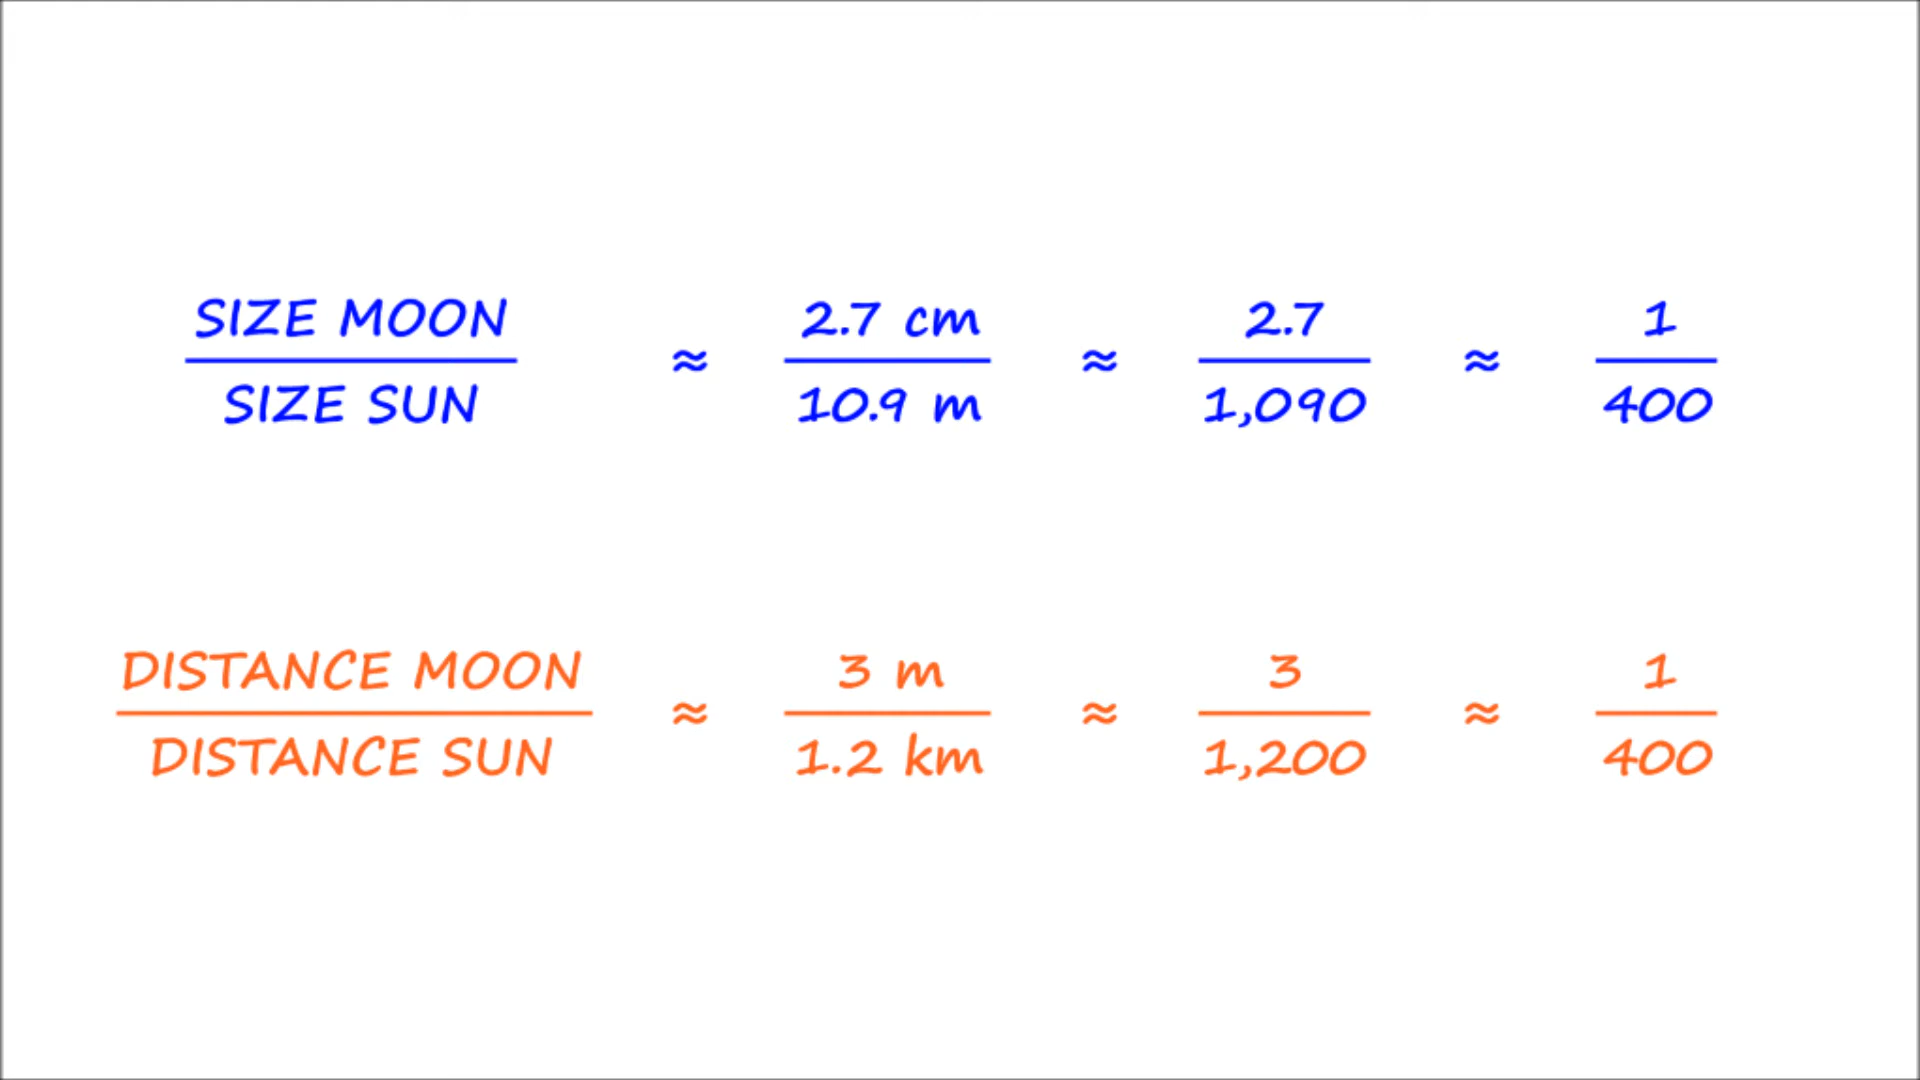 SIZE MOON ≈ 2.7 cm ≈ 2.7 ≈ 1
SIZE SUN 10.9 m 1,090 400
DISTANCE MOON ≈ 3 m ≈ 3 ≈ 1
DISTANCE SUN 1.2 km 1,200 400